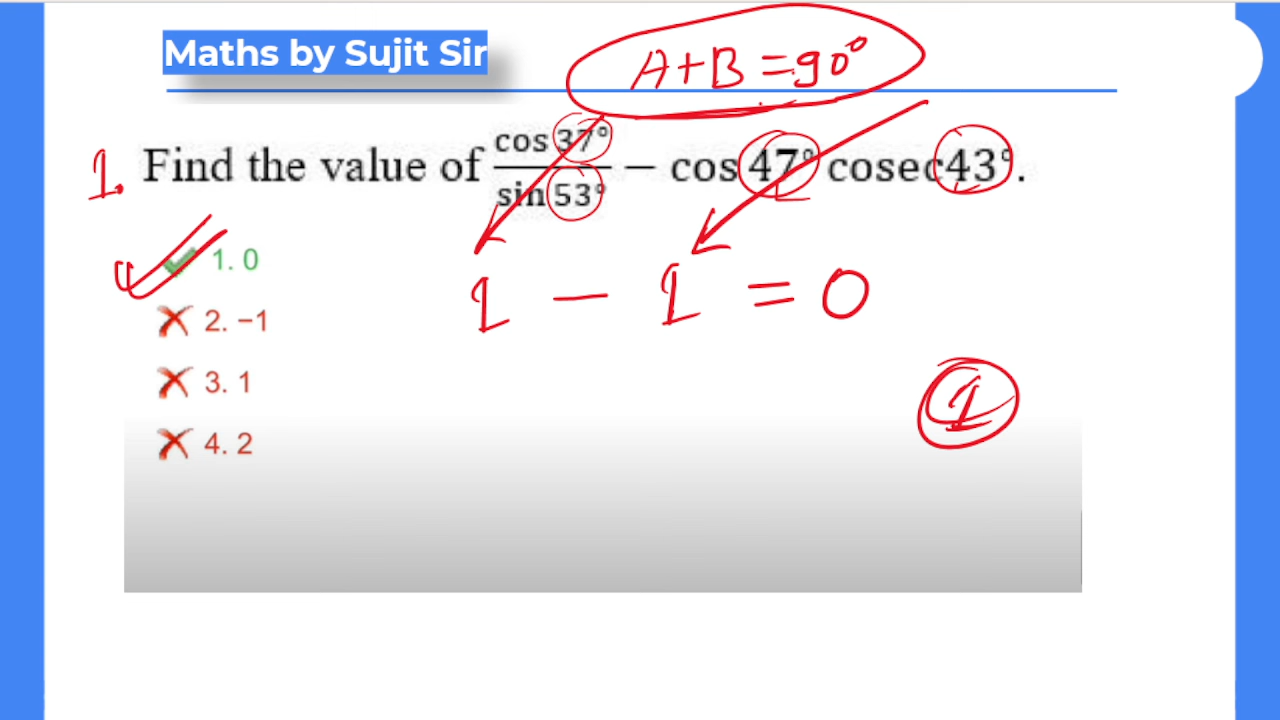 Maths by Sujit Sir
A+B=90°
1. Find the value of cos 37°/sin 53° − cos 47° cosec 43°.
1. 0
2. −1
3. 1
4. 2
1 − 1 = 0
1